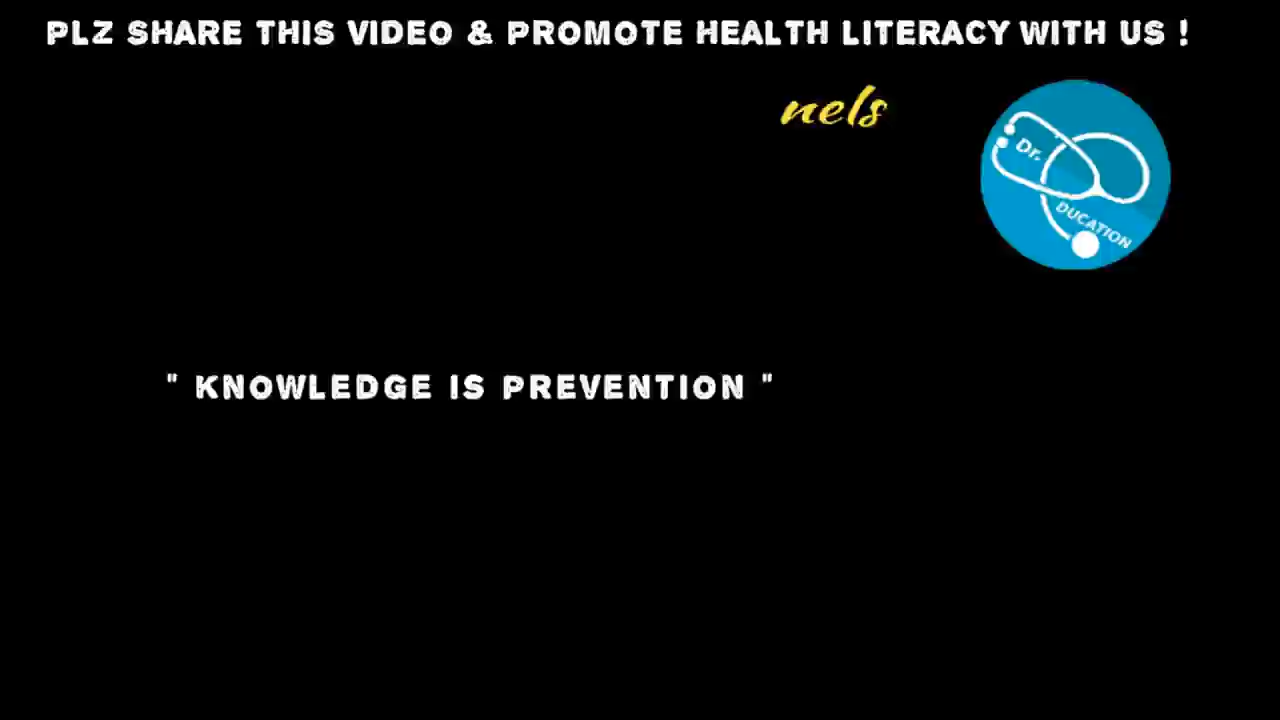 PLZ SHARE THIS VIDEO & PROMOTE HEALTH LITERACY WITH US !
nels
Dr.
DUCATION
" KNOWLEDGE IS PREVENTION "